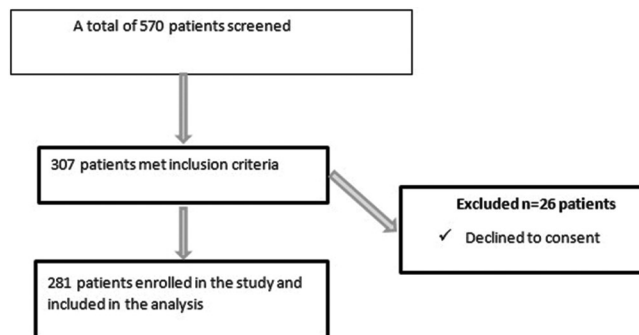 A total of 570 patients screened
307 patients met inclusion criteria
Excluded n=26 patients
✓ Declined to consent
281 patients enrolled in the study and
included in the analysis